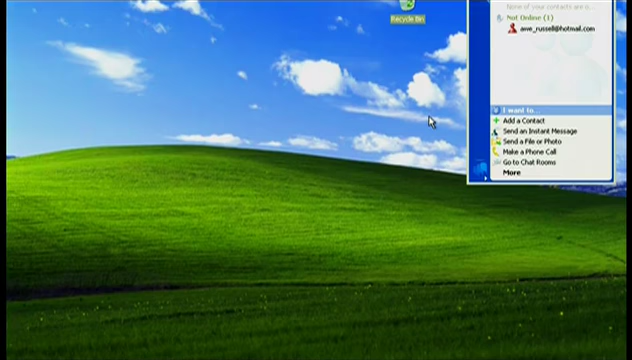 None of your contacts are o...
Not Online (1)
awe_russell@hotmail.com
Recycle Bin
I want to...
Add a Contact
Send an Instant Message
Send a File or Photo
Make a Phone Call
Go to Chat Rooms
More